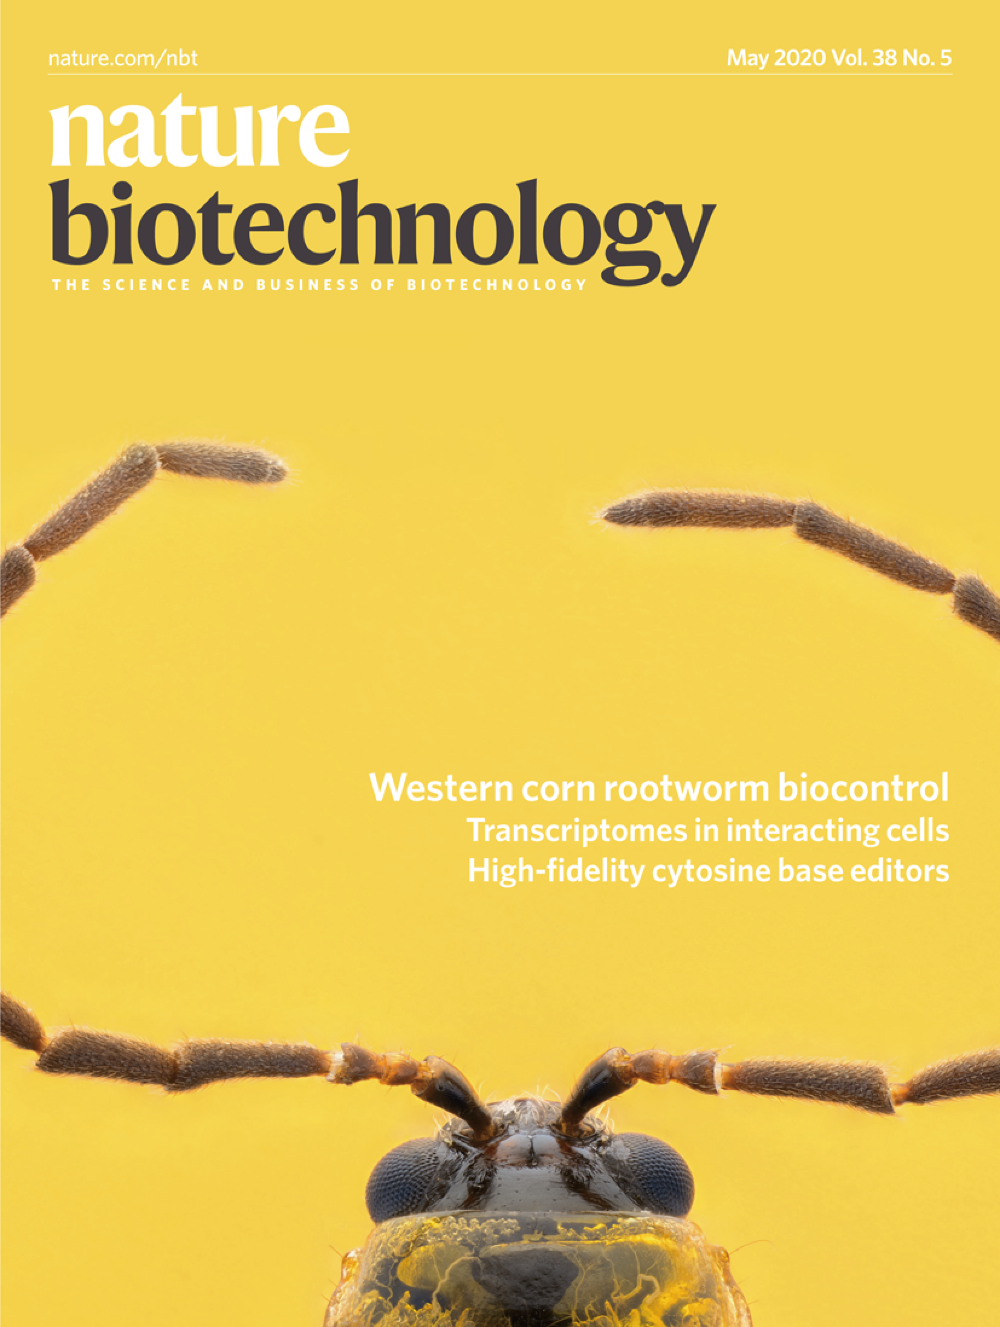 nature.com/nbt
May 2020 Vol. 38 No. 5
nature
biotechnology
THE SCIENCE AND BUSINESS OF BIOTECHNOLOGY
Western corn rootworm biocontrol
Transcriptomes in interacting cells
High-fidelity cytosine base editors